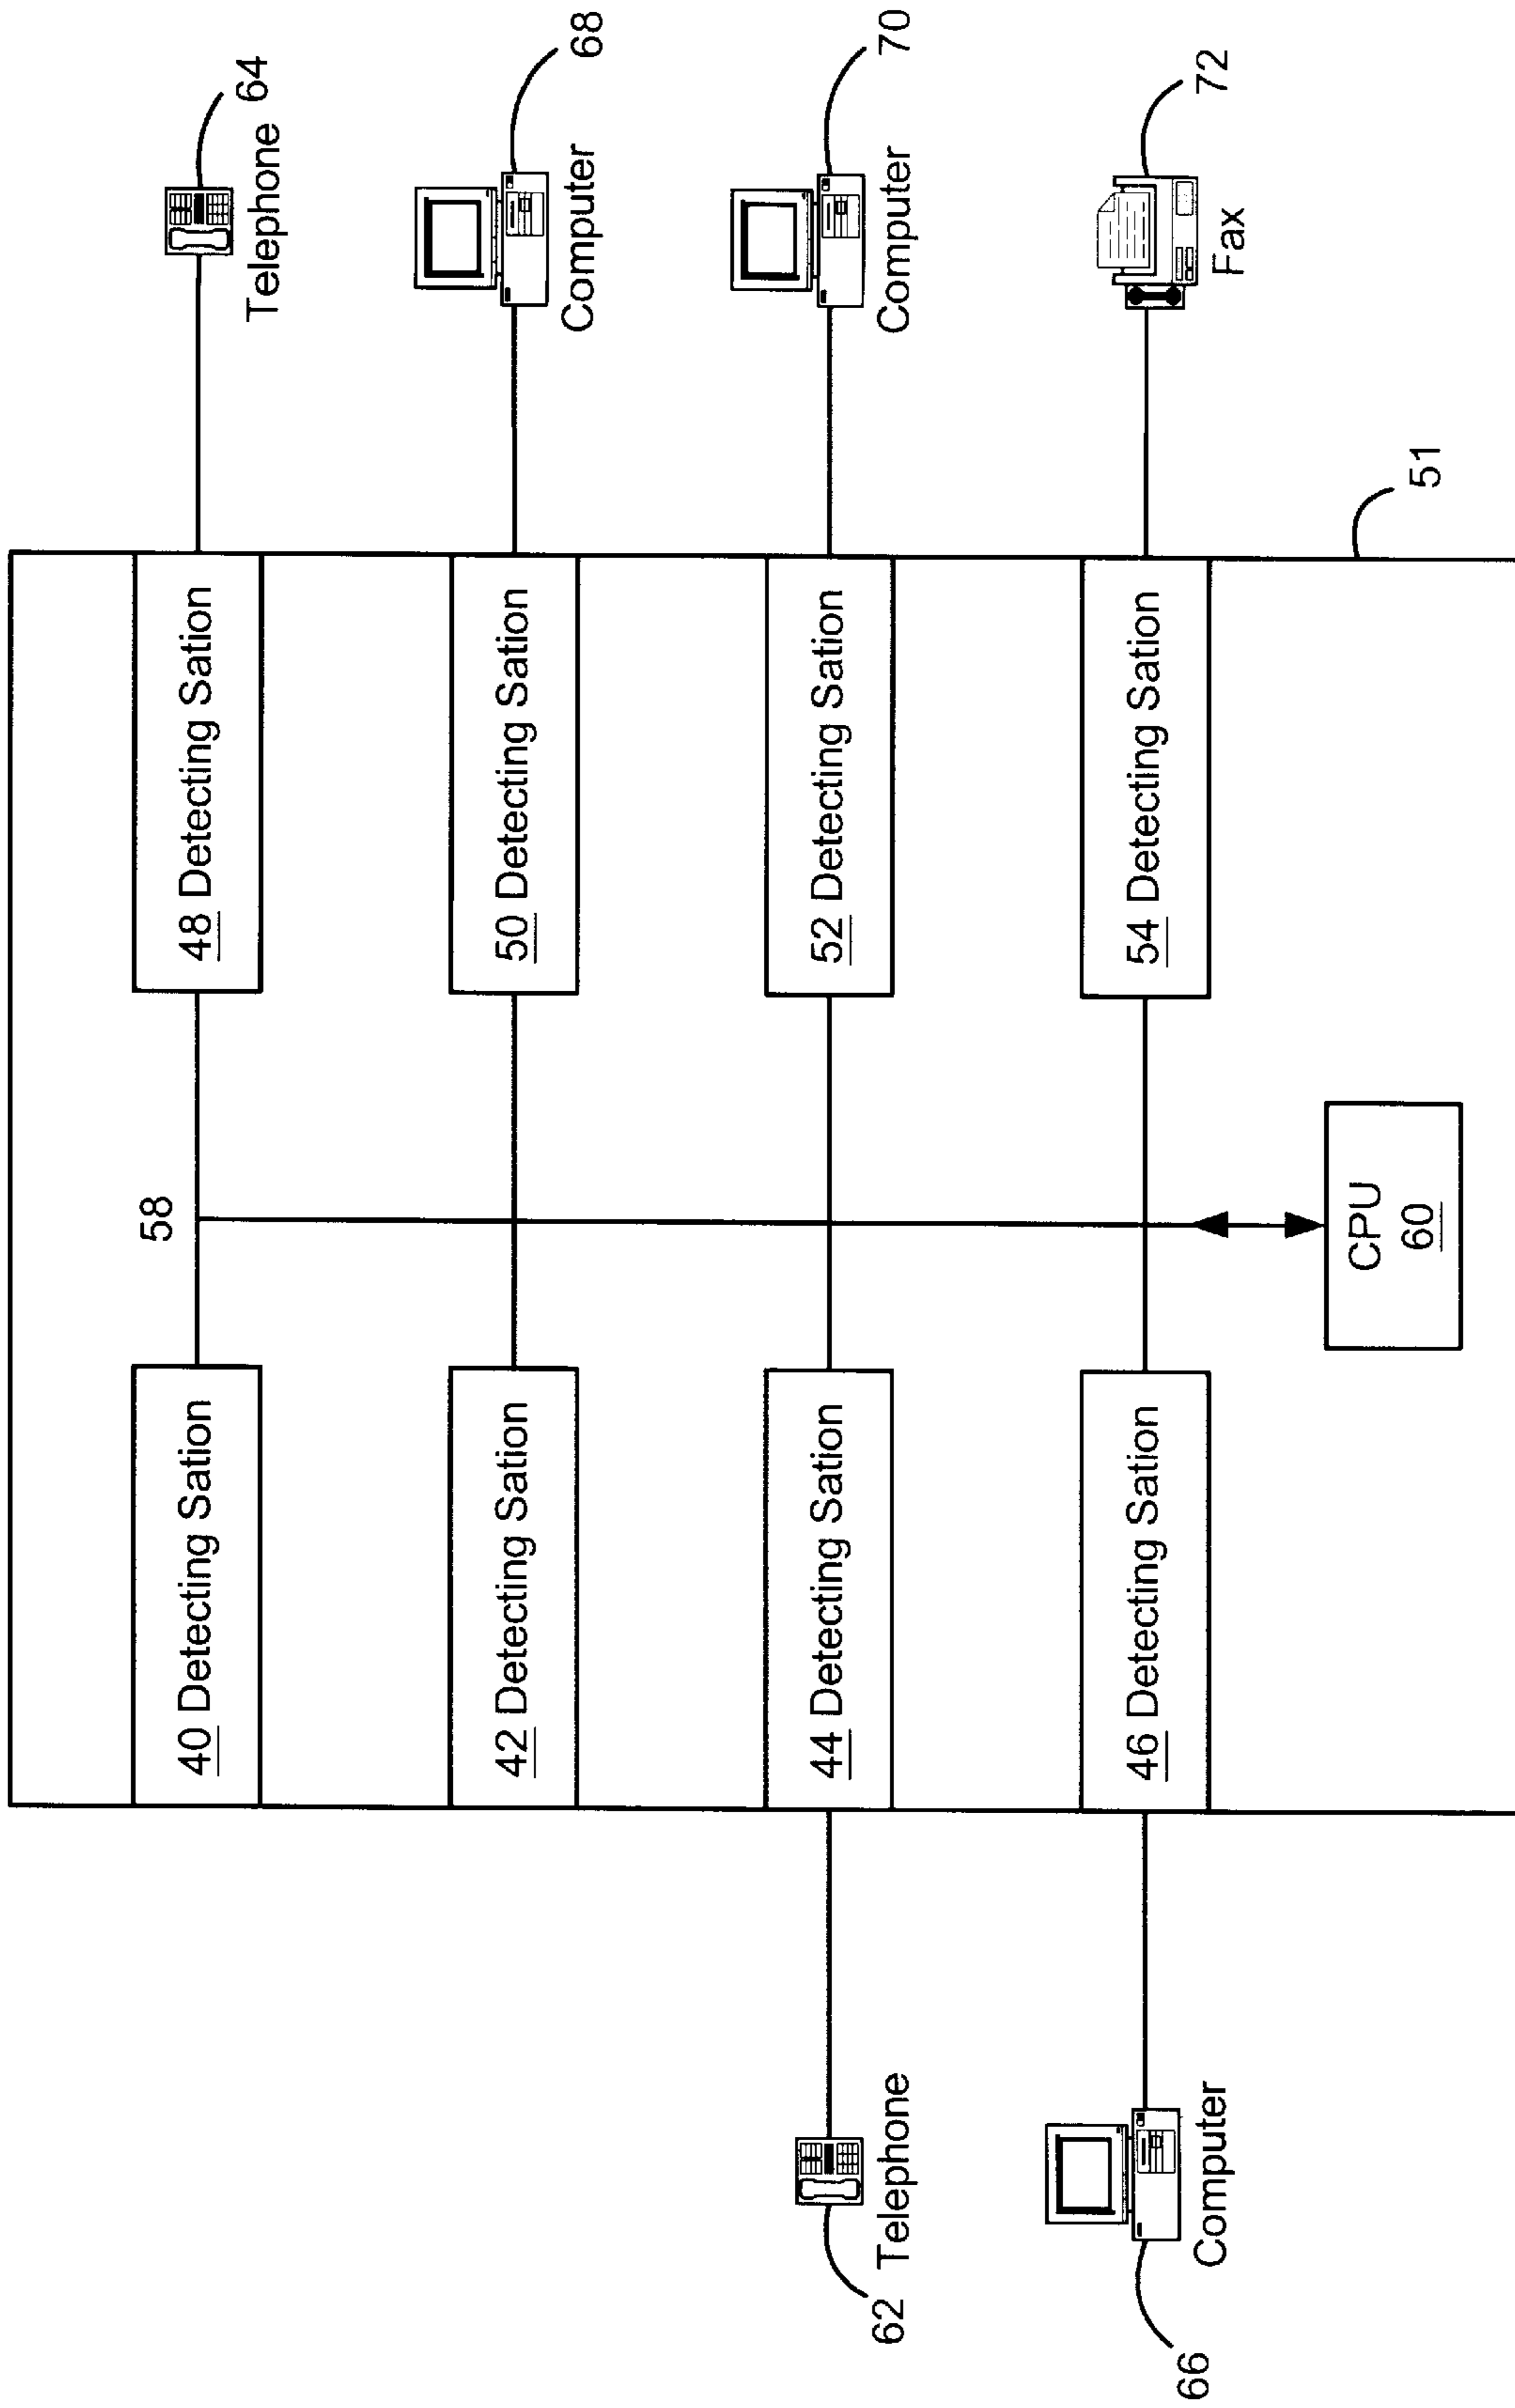 58
40 Detecting Sation
48 Detecting Sation
64
Telephone
42 Detecting Sation
50 Detecting Sation
68
Computer
62
Telephone
44 Detecting Sation
52 Detecting Sation
70
Computer
66
Computer
46 Detecting Sation
54 Detecting Sation
72
Fax
CPU
60
51